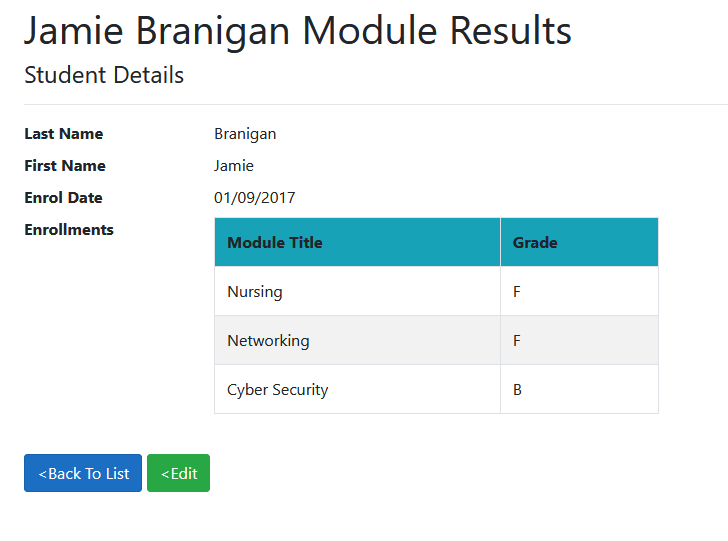 Jamie Branigan Module Results
Student Details
Last Name Branigan
First Name Jamie
Enrol Date 01/09/2017
Enrollments
Module Title Grade
Nursing F
Networking F
Cyber Security B
<Back To List <Edit